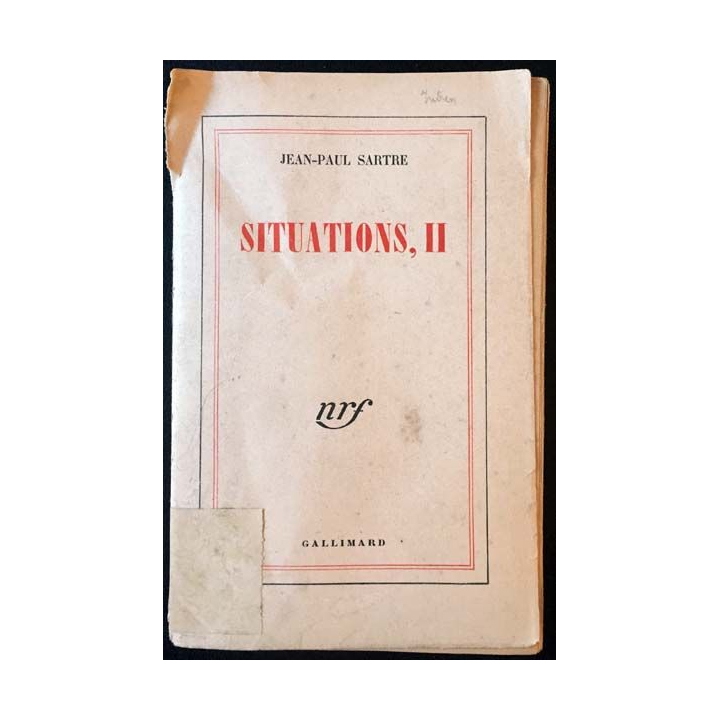 JEAN-PAUL SARTRE
SITUATIONS, II
nrf
GALLIMARD